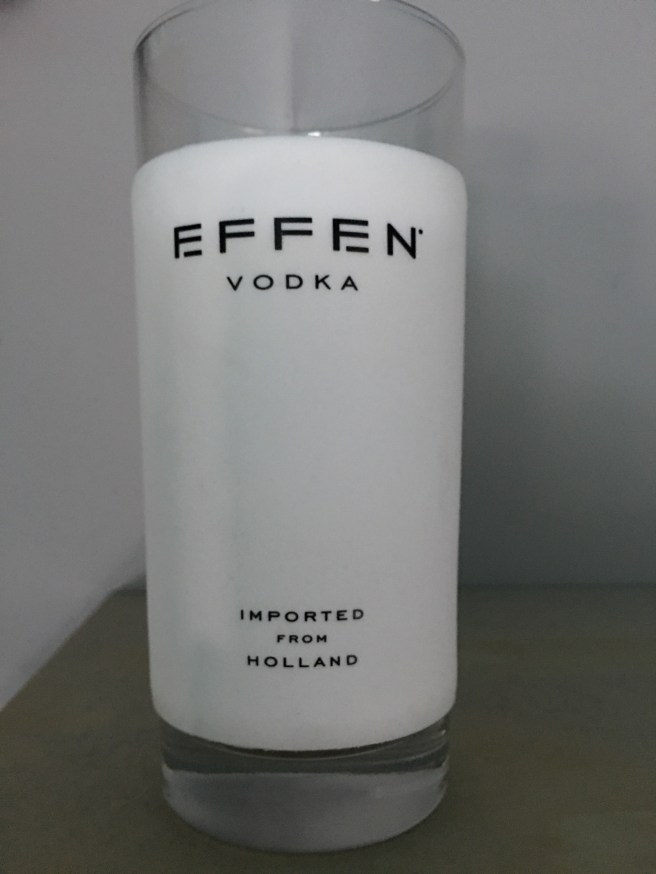 EFFEN
VODKA
IMPORTED
FROM
HOLLAND